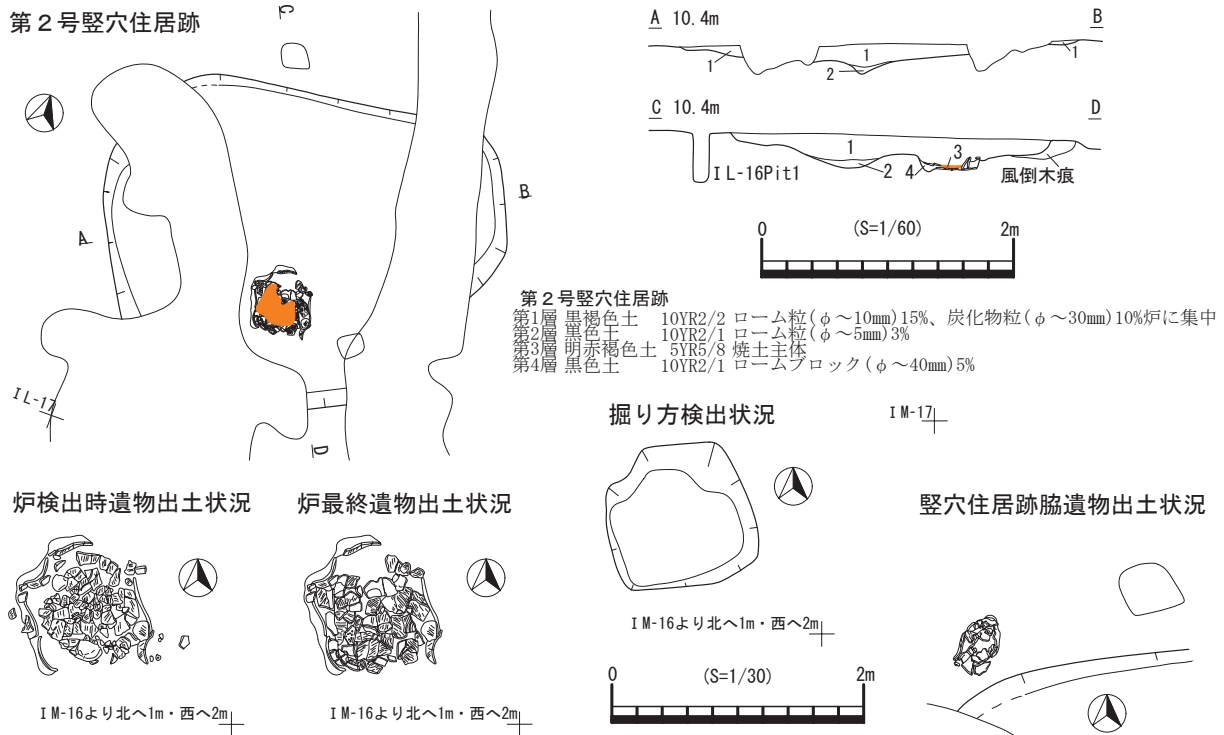 第２号竪穴住居跡
C
A
B
D
IL-17
A 10.4m
B
1
1
2
1
C 10.4m
D
1
3
2
4
IL-16Pit1
風倒木痕
0
(S=1/60)
2m
第２号竪穴住居跡
第1層 黒褐色土 10YR2/2 ローム粒(φ～10mm)15%、炭化物粒(φ～30mm)10%炉に集中
第2層 黒色土 10YR2/1 ローム粒(φ～5mm)3%
第3層 明赤褐色土 5YR5/8 焼土主体
第4層 黒色土 10YR2/1 ロームブロック(φ～40mm)5%
掘り方検出状況
IM-17
炉検出時遺物出土状況
炉最終遺物出土状況
竪穴住居跡脇遺物出土状況
IM-16より北へ1m・西へ2m
IM-16より北へ1m・西へ2m
IM-16より北へ1m・西へ2m
0
(S=1/30)
2m